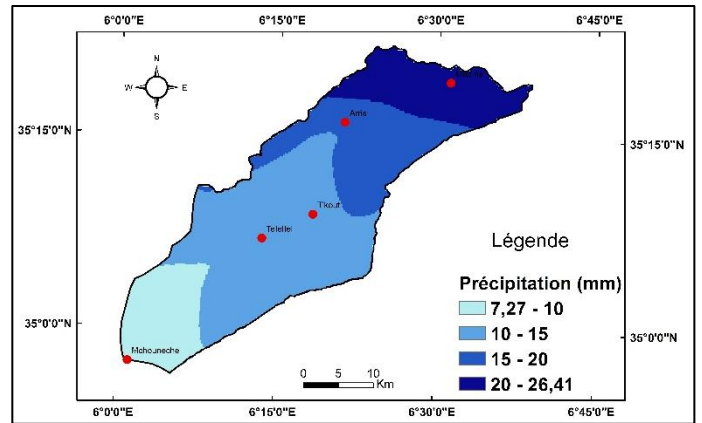 6°0'0"E 6°15'0"E 6°30'0"E 6°45'0"E
N
W E
S
35°15'0"N
35°15'0"N
Arris
T'kout
Telellei
Légende
Précipitation (mm)
7,27 - 10
10 - 15
15 - 20
20 - 26,41
35°0'0"N
35°0'0"N
Mchouneche
0 5 10
Km
6°0'0"E 6°15'0"E 6°30'0"E 6°45'0"E